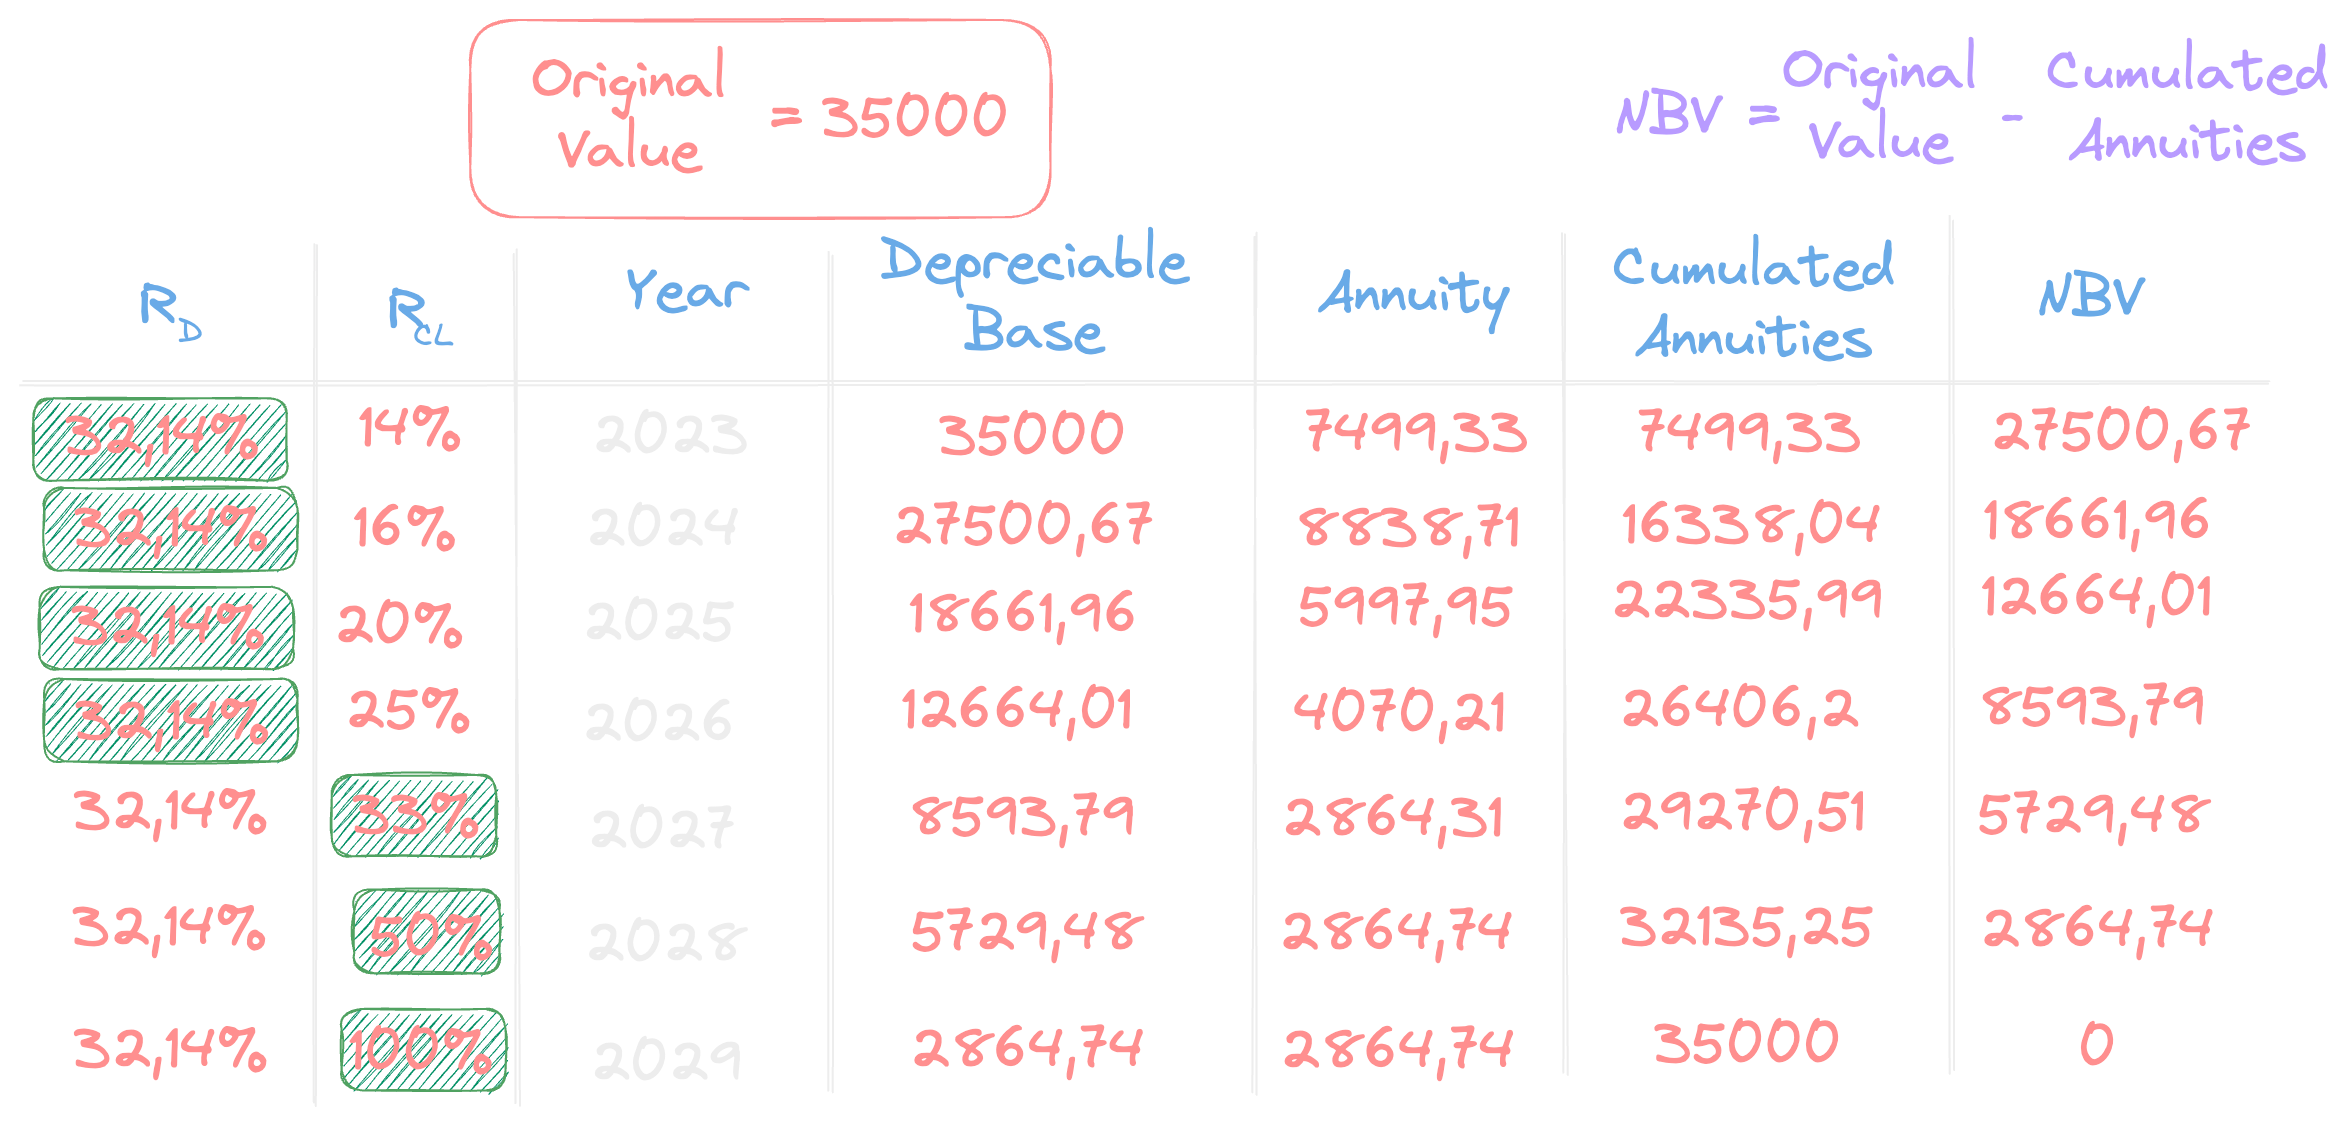 Original
Value = 35000
NBV = Original Value - Cumulated Annuities
R_D R_CL Year Depreciable Base Annuity Cumulated Annuities NBV
32,14% 14% 2023 35000 7499,33 7499,33 27500,67
32,14% 16% 2024 27500,67 8838,71 16338,04 18661,96
32,14% 20% 2025 18661,96 5997,95 22335,99 12664,01
32,14% 25% 2026 12664,01 4070,21 26406,2 8593,79
32,14% 33% 2027 8593,79 2864,31 29270,51 5729,48
32,14% 50% 2028 5729,48 2864,74 32135,25 2864,74
32,14% 100% 2029 2864,74 2864,74 35000 0